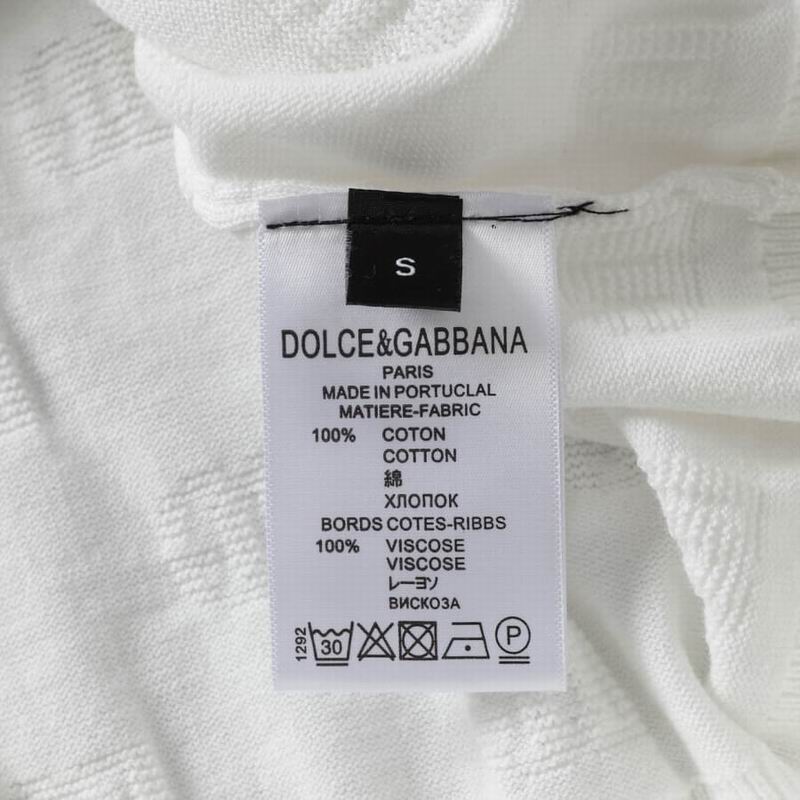 S
DOLCE&GABBANA
PARIS
MADE IN PORTUCLAL
MATIERE-FABRIC
100% COTON
COTTON
綿
ХЛОПОК
BORDS COTES-RIBBS
100% VISCOSE
VISCOSE
レーヨソ
ВИСКОЗА
1292 30 P